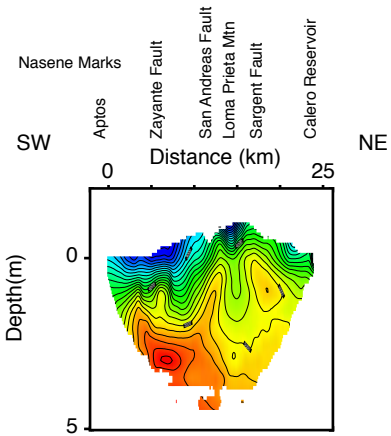 Nasene Marks
Aptos
Zayante Fault
San Andreas Fault
Loma Prieta Mtn
Sargent Fault
Calero Reservoir
SW
NE
Distance (km)
0
25
Depth(m)
0
5